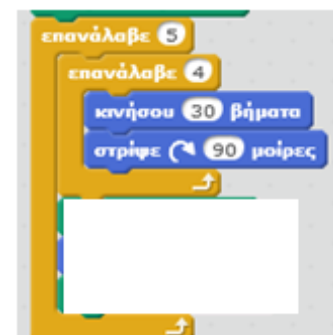 επανάλαβε 5
επανάλαβε 4
κινήσου 30 βήματα
στρίψε 90 μοίρες